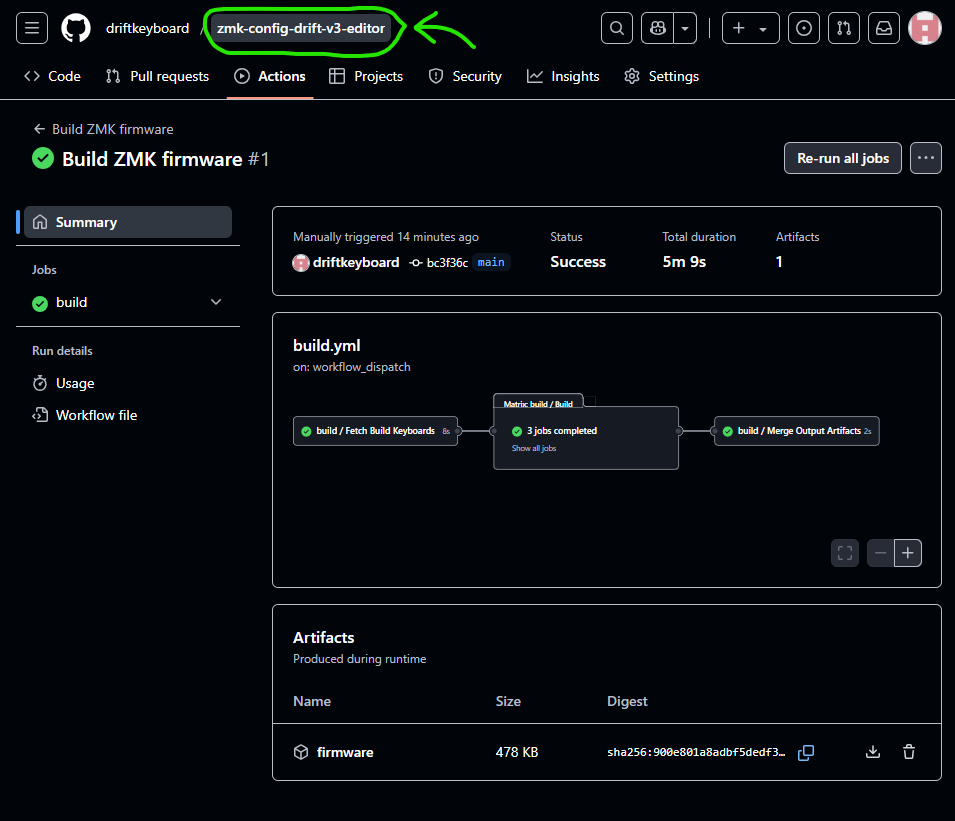 driftkeyboard / zmk-config-drift-v3-editor
Code Pull requests Actions Projects Security Insights Settings
Build ZMK firmware
Build ZMK firmware #1
Re-run all jobs
Summary
Jobs
build
Run details
Usage
Workflow file
Manually triggered 14 minutes ago
driftkeyboard bc3f36c main
Status
Success
Total duration
5m 9s
Artifacts
1
build.yml
on: workflow_dispatch
build / Fetch Build Keyboards 8s
Matrix: build / Build
3 jobs completed
Show all jobs
build / Merge Output Artifacts 2s
Artifacts
Produced during runtime
Name Size Digest
firmware 478 KB sha256:900e801a8adbf5dedf3…